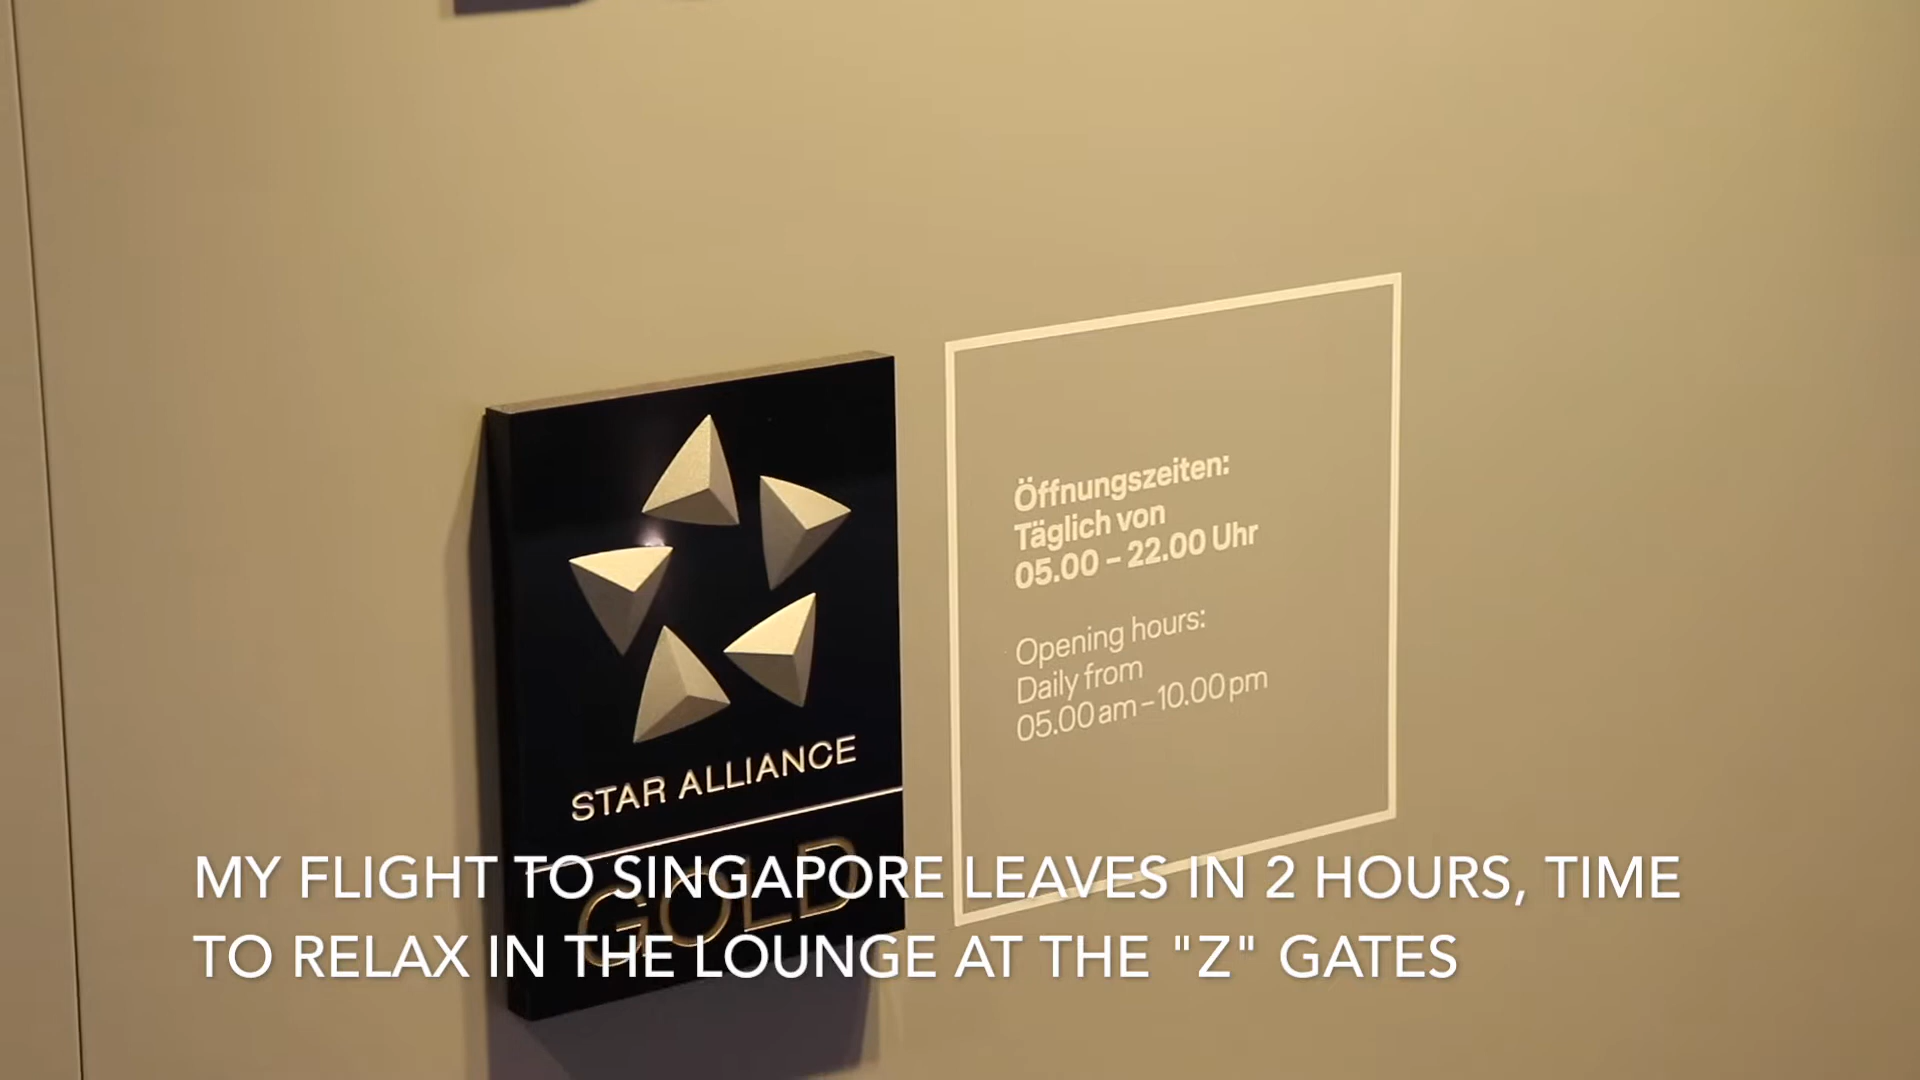 STAR ALLIANCE
GOLD
Öffnungszeiten:
Täglich von
05.00 – 22.00 Uhr
Opening hours:
Daily from
05.00 am – 10.00 pm
MY FLIGHT TO SINGAPORE LEAVES IN 2 HOURS, TIME
TO RELAX IN THE LOUNGE AT THE "Z" GATES